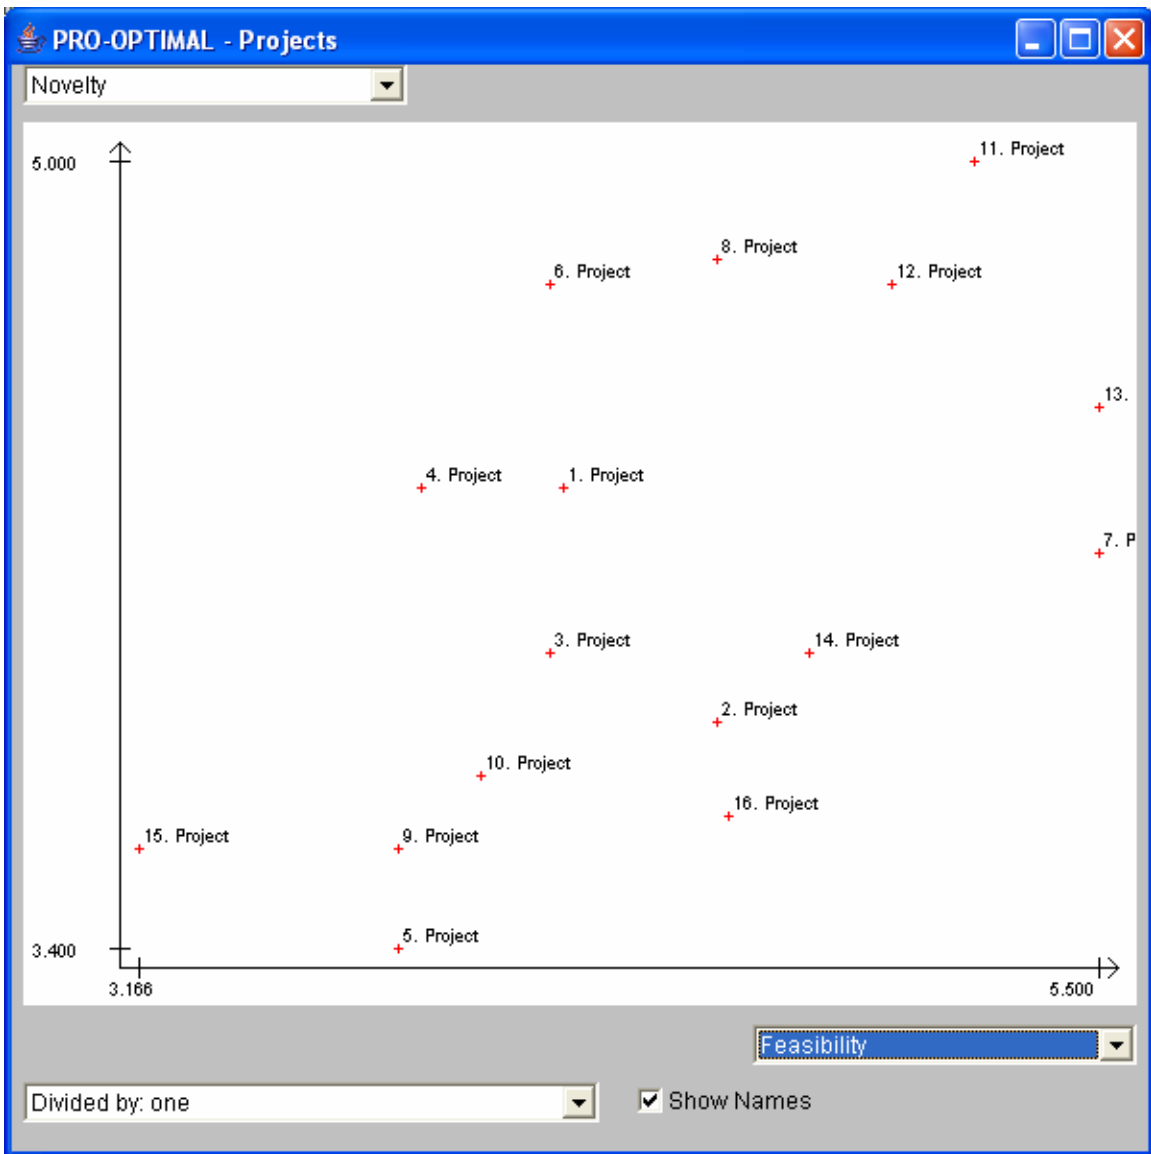 PRO-OPTIMAL - Projects
Novelty
5.000
11. Project
8. Project
6. Project
12. Project
13.
4. Project
1. Project
7. P
3. Project
14. Project
2. Project
10. Project
16. Project
15. Project
9. Project
5. Project
3.400
3.166
5.500
Feasibility
Divided by: one
Show Names